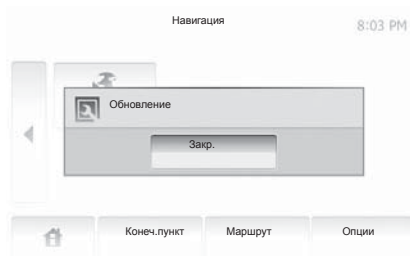 Навигация
8:03 PM
Обновление
Закр.
Конеч.пункт Маршрут Опции